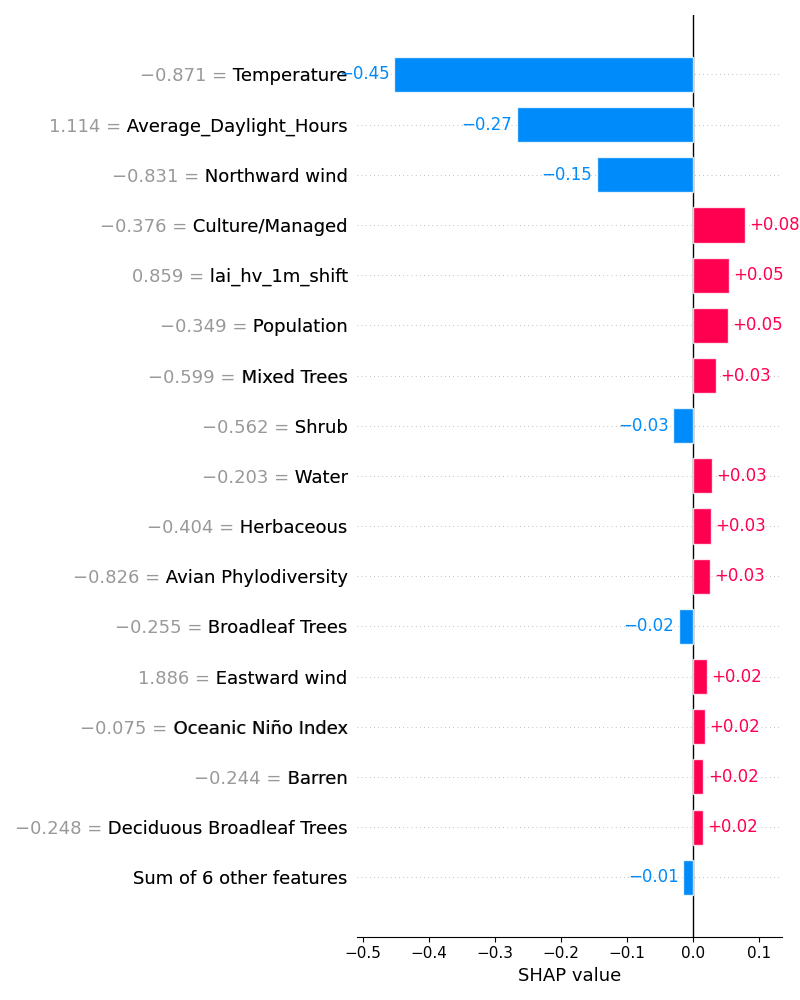 −0.871 = Temperature −0.45
1.114 = Average_Daylight_Hours −0.27
−0.831 = Northward wind −0.15
−0.376 = Culture/Managed +0.08
0.859 = lai_hv_1m_shift +0.05
−0.349 = Population +0.05
−0.599 = Mixed Trees +0.03
−0.562 = Shrub −0.03
−0.203 = Water +0.03
−0.404 = Herbaceous +0.03
−0.826 = Avian Phylodiversity +0.03
−0.255 = Broadleaf Trees −0.02
1.886 = Eastward wind +0.02
−0.075 = Oceanic Niño Index +0.02
−0.244 = Barren +0.02
−0.248 = Deciduous Broadleaf Trees +0.02
Sum of 6 other features −0.01
−0.5 −0.4 −0.3 −0.2 −0.1 0.0 0.1
SHAP value